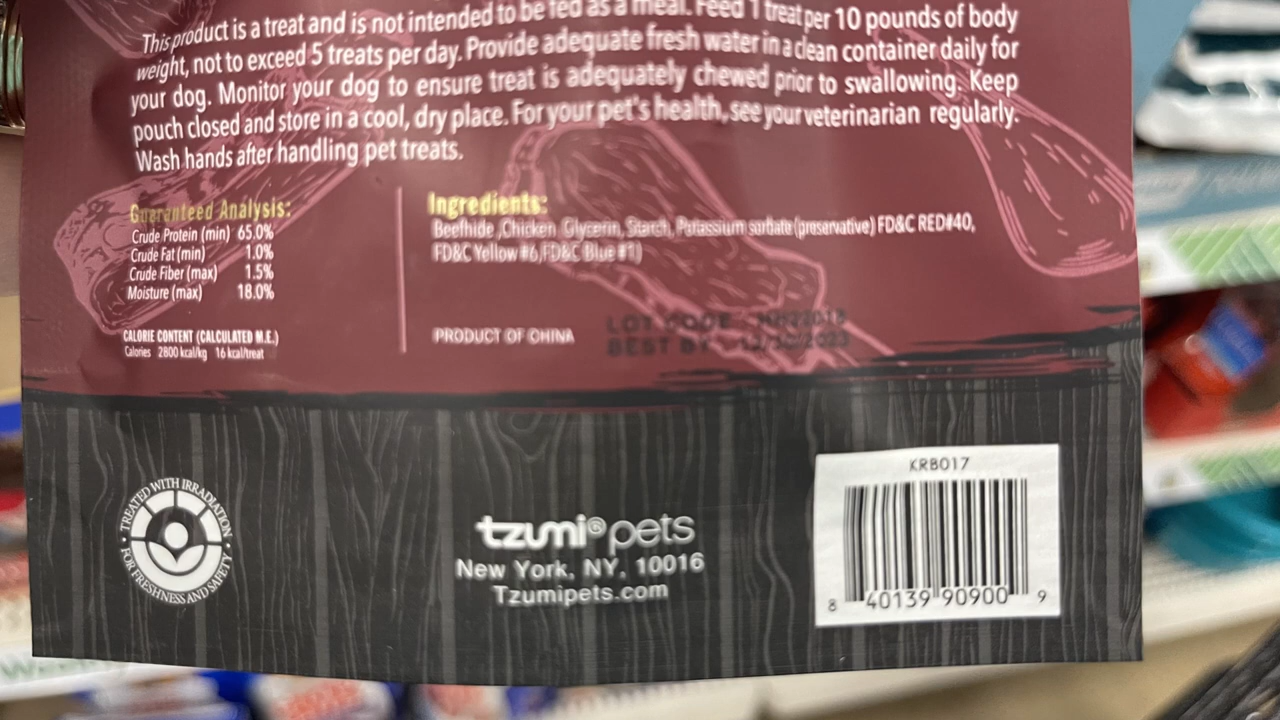 This product is a treat and is not intended to be fed as a meal. Feed 1 treat per 10 pounds of body
weight, not to exceed 5 treats per day. Provide adequate fresh water in a clean container daily for
your dog. Monitor your dog to ensure treat is adequately chewed prior to swallowing. Keep
pouch closed and store in a cool, dry place. For your pet's health, see your veterinarian regularly.
Wash hands after handling pet treats.
Guaranteed Analysis:
Crude Protein (min) 65.0%
Crude Fat (min) 1.0%
Crude Fiber (max) 1.5%
Moisture (max) 18.0%
CALORIE CONTENT (CALCULATED M.E.)
Calories 2800 kcal/kg 16 kcal/treat
Ingredients:
Beefhide ,Chicken Glycerin, Starch, Potassium sorbate (preservative) FD&C RED#40,
FD&C Yellow #6,FD&C Blue #1)
PRODUCT OF CHINA
LOT CODE
BEST BY 12/30/2023
TREATED WITH IRRADIATION
FOR FRESHNESS AND SAFETY
tzumi® pets
New York, NY, 10016
Tzumipets.com
KRB017
8 40139 90900 9